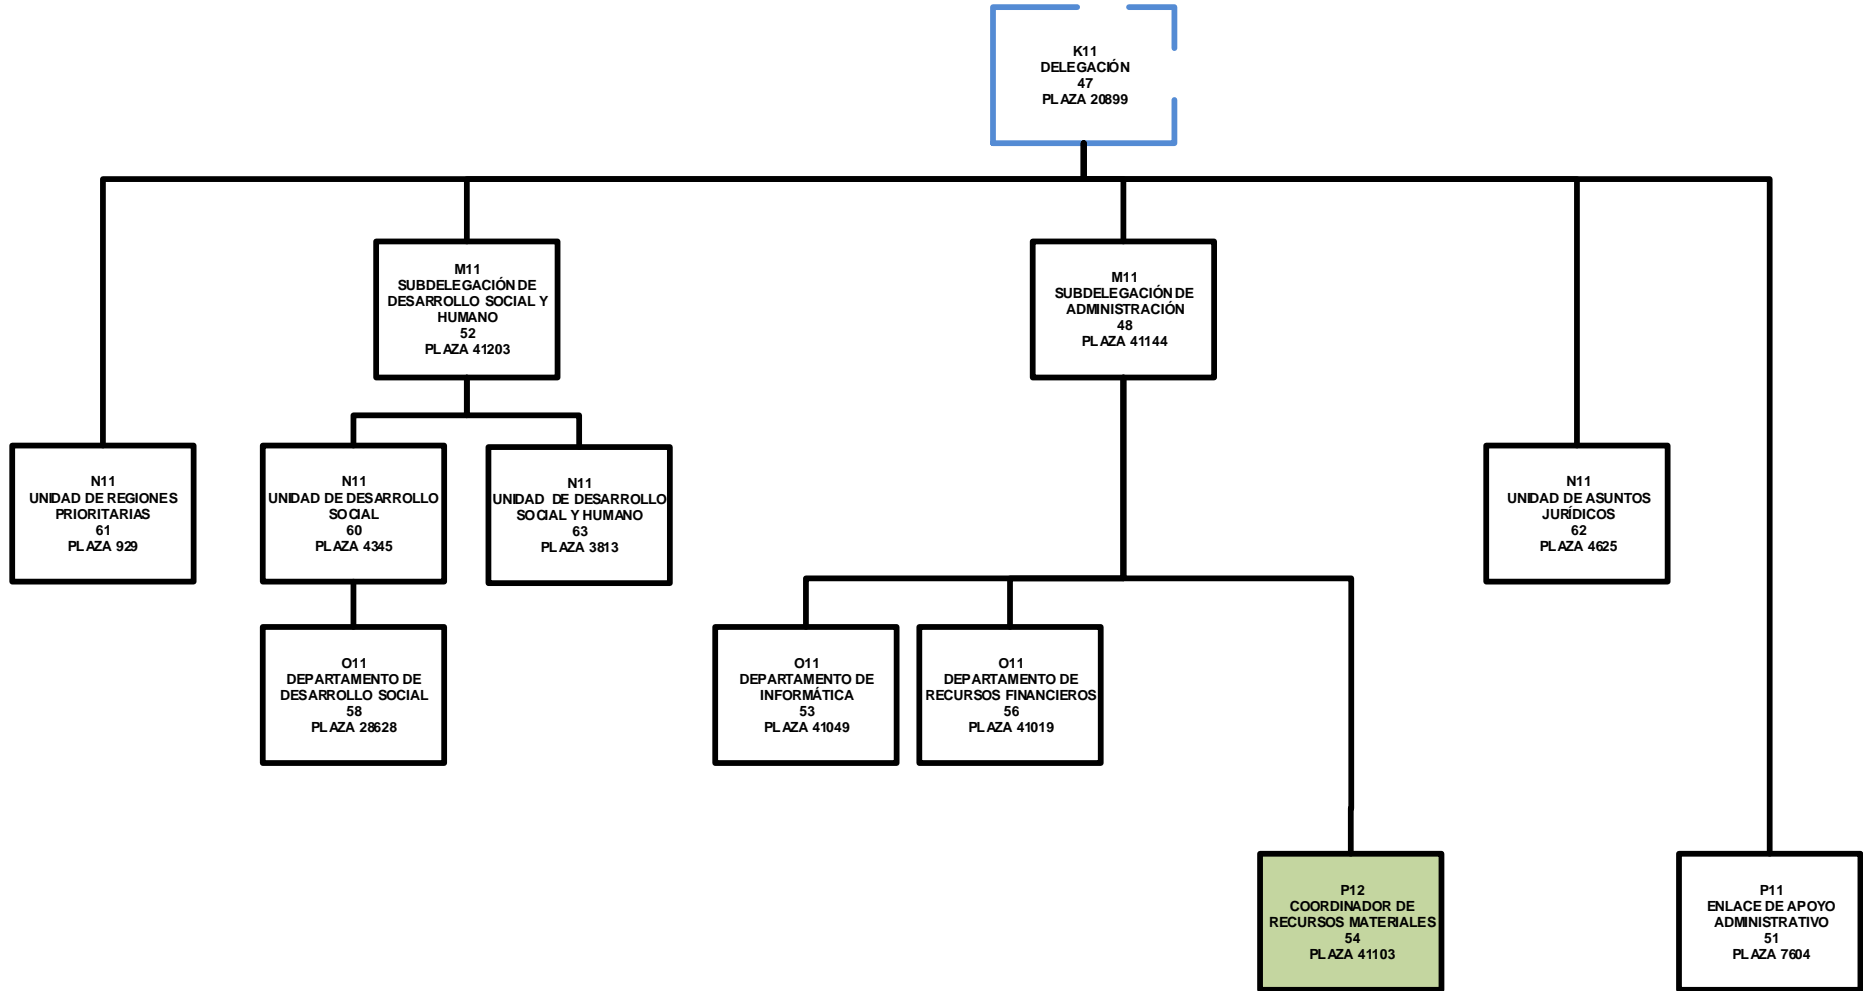 K11
DELEGACIÓN
47
PLAZA 20899
M11
SUBDELEGACIÓN DE
DESARROLLO SOCIAL Y
HUMANO
52
PLAZA 41203
M11
SUBDELEGACIÓN DE
ADMINISTRACIÓN
48
PLAZA 41144
N11
UNIDAD DE REGIONES
PRIORITARIAS
61
PLAZA 929
N11
UNIDAD DE DESARROLLO
SOCIAL
60
PLAZA 4345
N11
UNIDAD DE DESARROLLO
SOCIAL Y HUMANO
63
PLAZA 3813
N11
UNIDAD DE ASUNTOS
JURÍDICOS
62
PLAZA 4625
O11
DEPARTAMENTO DE
DESARROLLO SOCIAL
58
PLAZA 28628
O11
DEPARTAMENTO DE
INFORMÁTICA
53
PLAZA 41049
O11
DEPARTAMENTO DE
RECURSOS FINANCIEROS
56
PLAZA 41019
P12
COORDINADOR DE
RECURSOS MATERIALES
54
PLAZA 41103
P11
ENLACE DE APOYO
ADMINISTRATIVO
51
PLAZA 7604